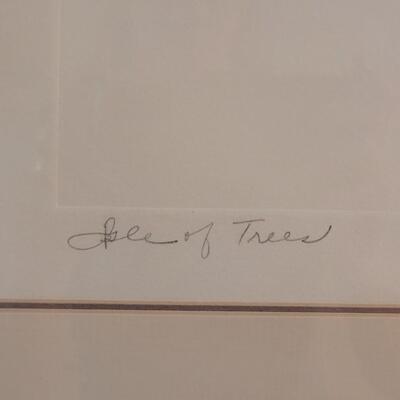 Isle of Trees